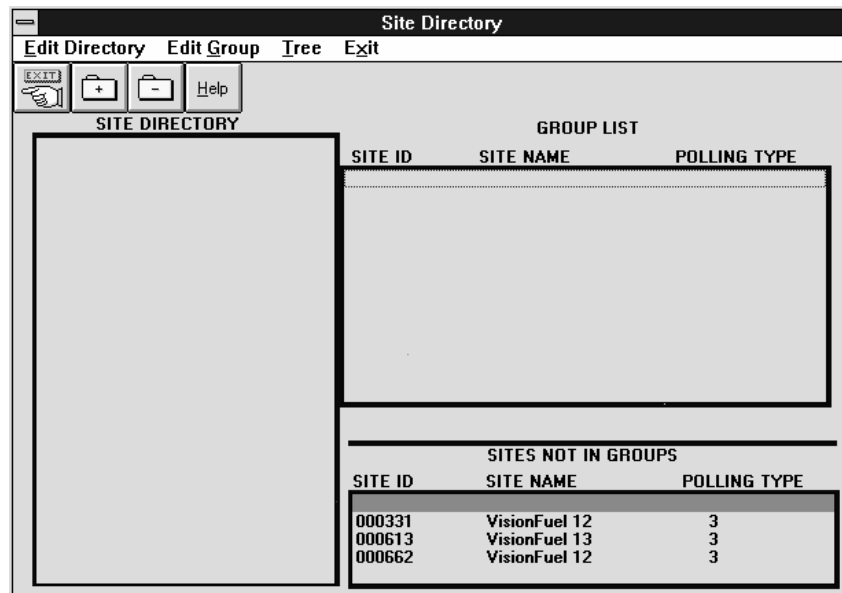 Site Directory
Edit Directory Edit Group Tree Exit
EXIT + - Help
SITE DIRECTORY
GROUP LIST
SITE ID SITE NAME POLLING TYPE
SITES NOT IN GROUPS
SITE ID SITE NAME POLLING TYPE
000331 VisionFuel 12 3
000613 VisionFuel 13 3
000662 VisionFuel 12 3